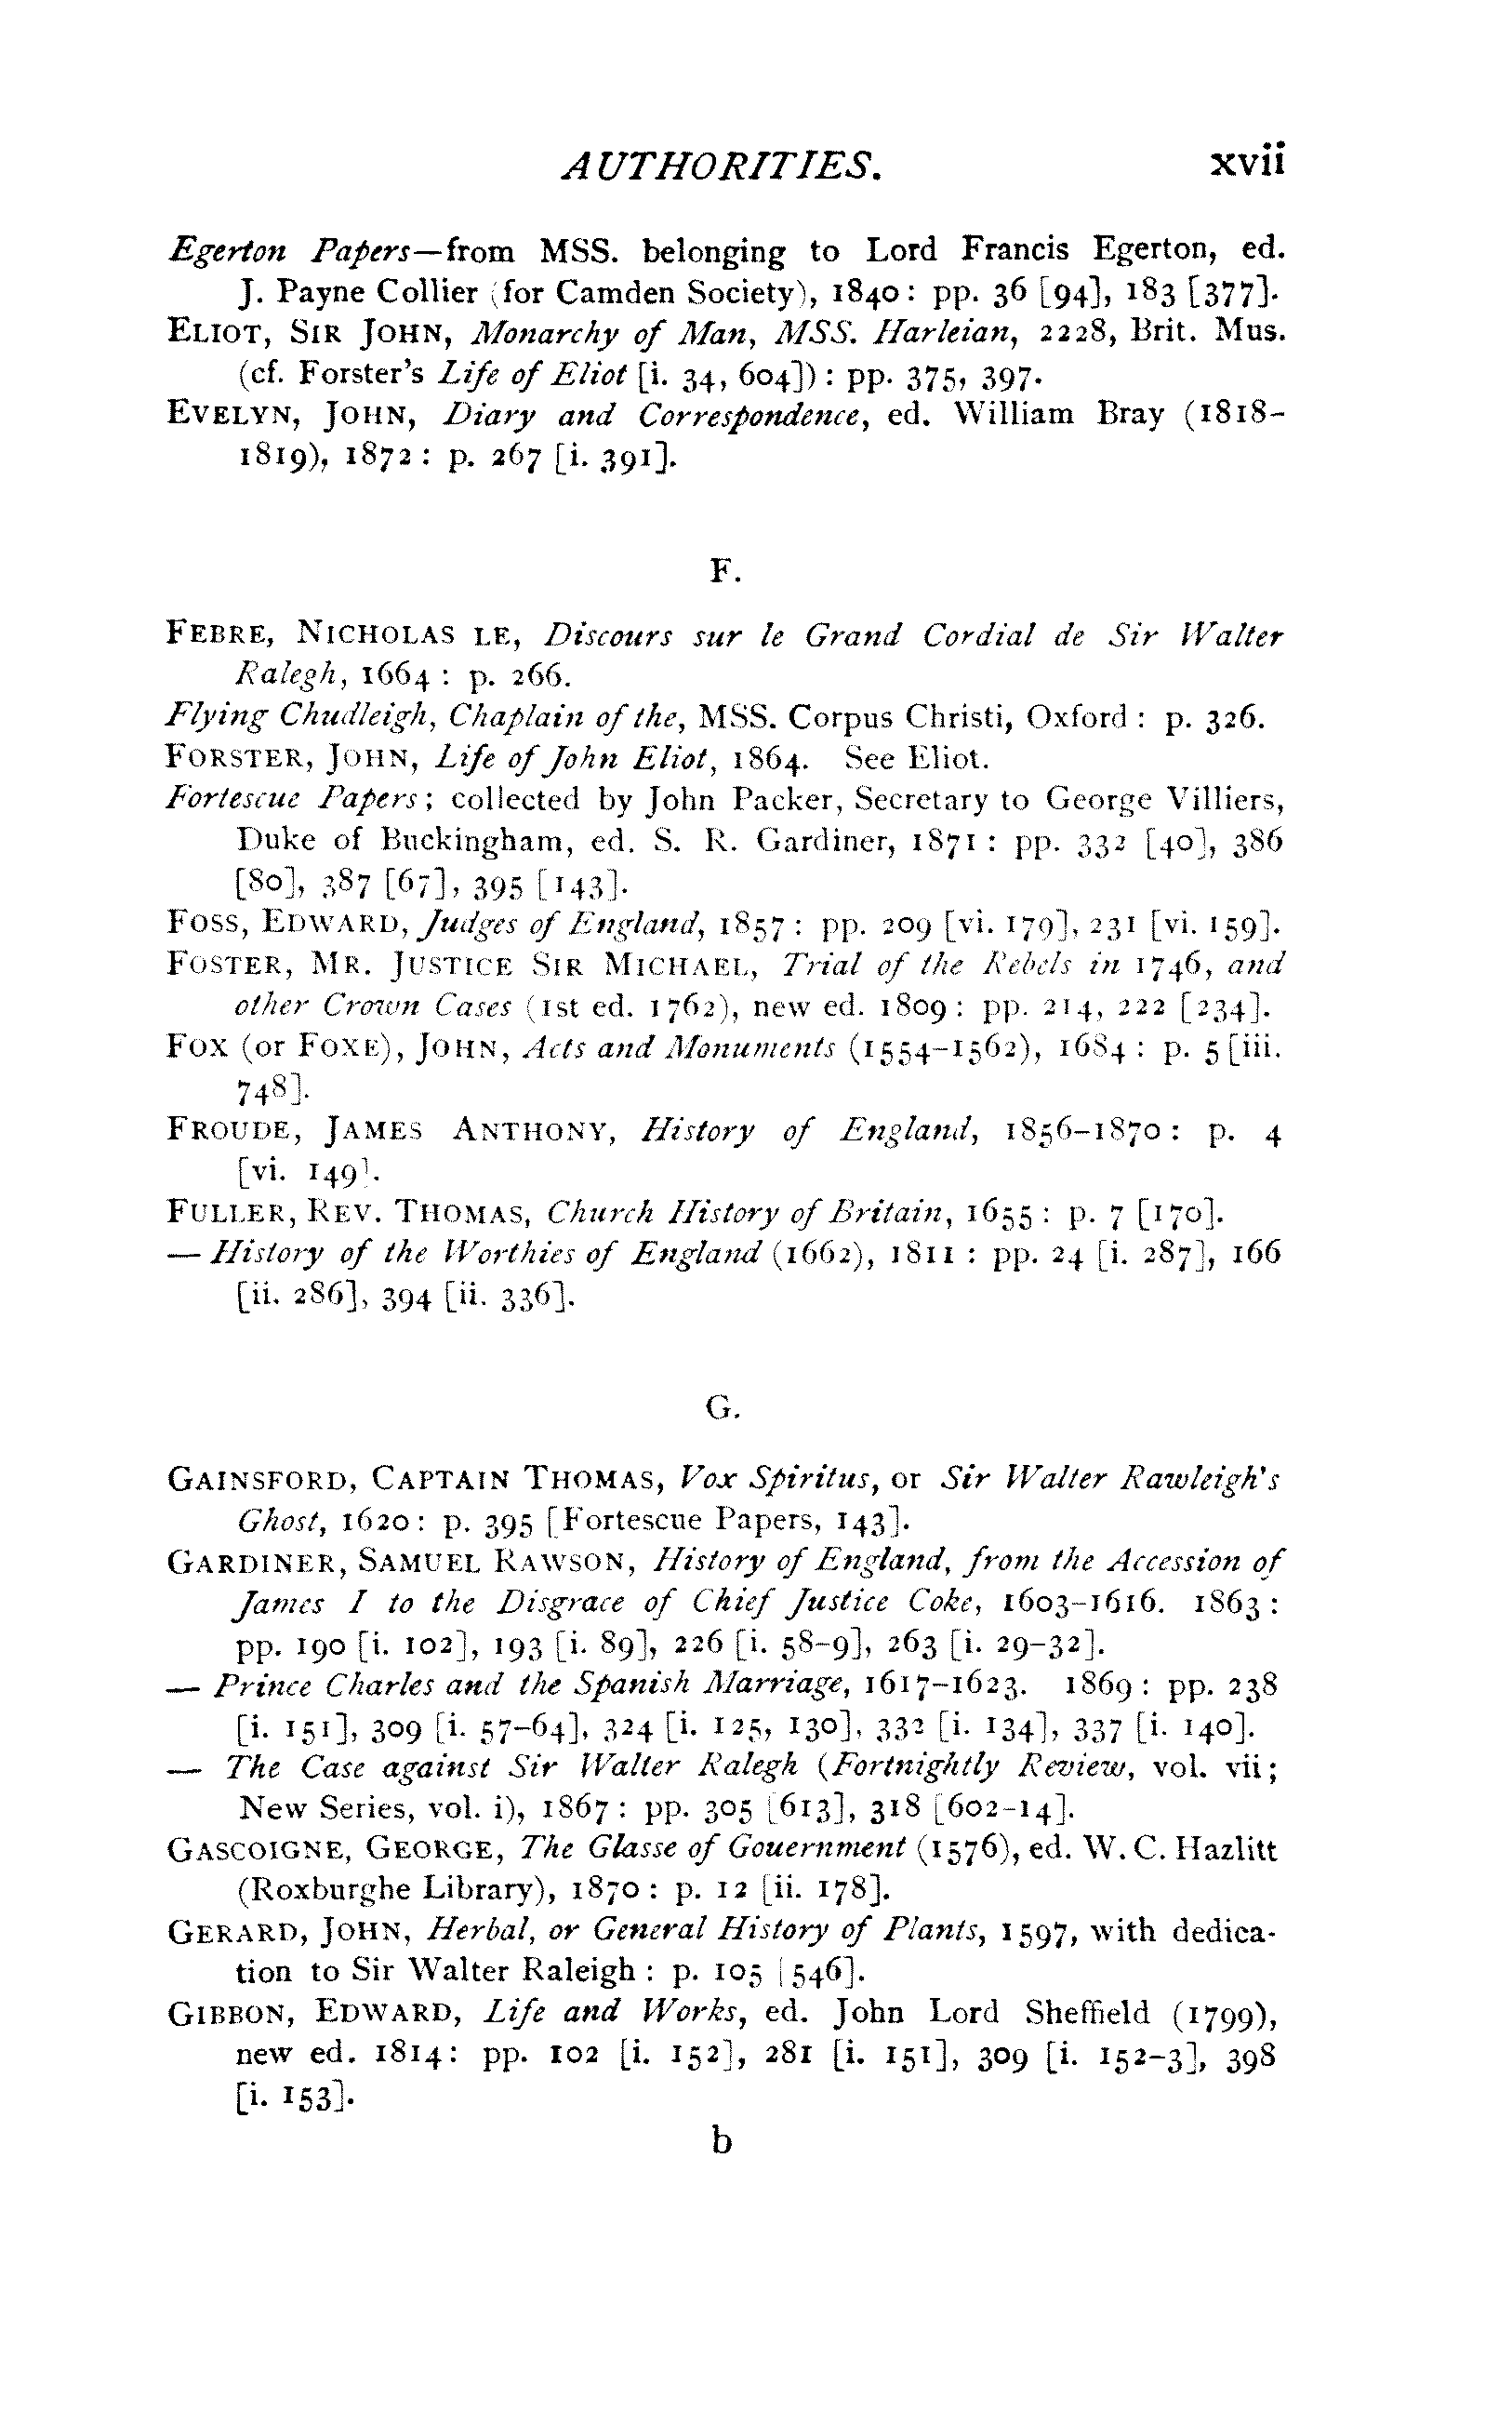 AUTHORITIES. xvii
Egerton Papers—from MSS. belonging to Lord Francis Egerton, ed.
J. Payne Collier (for Camden Society), 1840: pp. 36 [94], 183 [377].
ELIOT, SIR JOHN, Monarchy of Man, MSS. Harleian, 2228, Brit. Mus.
(cf. Forster's Life of Eliot [i. 34, 604]): pp. 375, 397.
EVELYN, JOHN, Diary and Correspondence, ed. William Bray (1818-
1819), 1872: p. 267 [i. 391].
F.
FEBRE, NICHOLAS LE, Discours sur le Grand Cordial de Sir Walter
Ralegh, 1664: p. 266.
Flying Chudleigh, Chaplain of the, MSS. Corpus Christi, Oxford: p. 326.
FORSTER, JOHN, Life of John Eliot, 1864. See Eliot.
Fortescue Papers; collected by John Packer, Secretary to George Villiers,
Duke of Buckingham, ed. S. R. Gardiner, 1871: pp. 332 [40], 386
[80], 387 [67], 395 [143].
FOSS, EDWARD, Judges of England, 1857: pp. 209 [vi. 179], 231 [vi. 159].
FOSTER, MR. JUSTICE SIR MICHAEL, Trial of the Rebels in 1746, and
other Crown Cases (1st ed. 1762), new ed. 1809: pp. 214, 222 [234].
FOX (or FOXE), JOHN, Acts and Monuments (1554-1562), 1684: p. 5 [iii.
748].
FROUDE, JAMES ANTHONY, History of England, 1856-1870: p. 4
[vi. 149].
FULLER, REV. THOMAS, Church History of Britain, 1655: p. 7 [170].
— History of the Worthies of England (1662), 1811: pp. 24 [i. 287], 166
[ii. 286], 394 [ii. 336].
G.
GAINSFORD, CAPTAIN THOMAS, Vox Spiritus, or Sir Walter Rawleigh's
Ghost, 1620: p. 395 [Fortescue Papers, 143].
GARDINER, SAMUEL RAWSON, History of England, from the Accession of
James I to the Disgrace of Chief Justice Coke, 1603-1616. 1863:
pp. 190 [i. 102], 193 [i. 89], 226 [i. 58-9], 263 [i. 29-32].
— Prince Charles and the Spanish Marriage, 1617-1623. 1869: pp. 238
[i. 151], 309 [i. 57-64], 324 [i. 125, 130], 332 [i. 134], 337 [i. 140].
— The Case against Sir Walter Ralegh (Fortnightly Review, vol. vii;
New Series, vol. i), 1867: pp. 305 [613], 318 [602-14].
GASCOIGNE, GEORGE, The Glasse of Gouernment (1576), ed. W. C. Hazlitt
(Roxburghe Library), 1870: p. 12 [ii. 178].
GERARD, JOHN, Herbal, or General History of Plants, 1597, with dedica-
tion to Sir Walter Raleigh: p. 105 [546].
GIBBON, EDWARD, Life and Works, ed. John Lord Sheffield (1799),
new ed. 1814: pp. 102 [i. 152], 281 [i. 151], 309 [i. 152-3], 398
[i. 153].
b